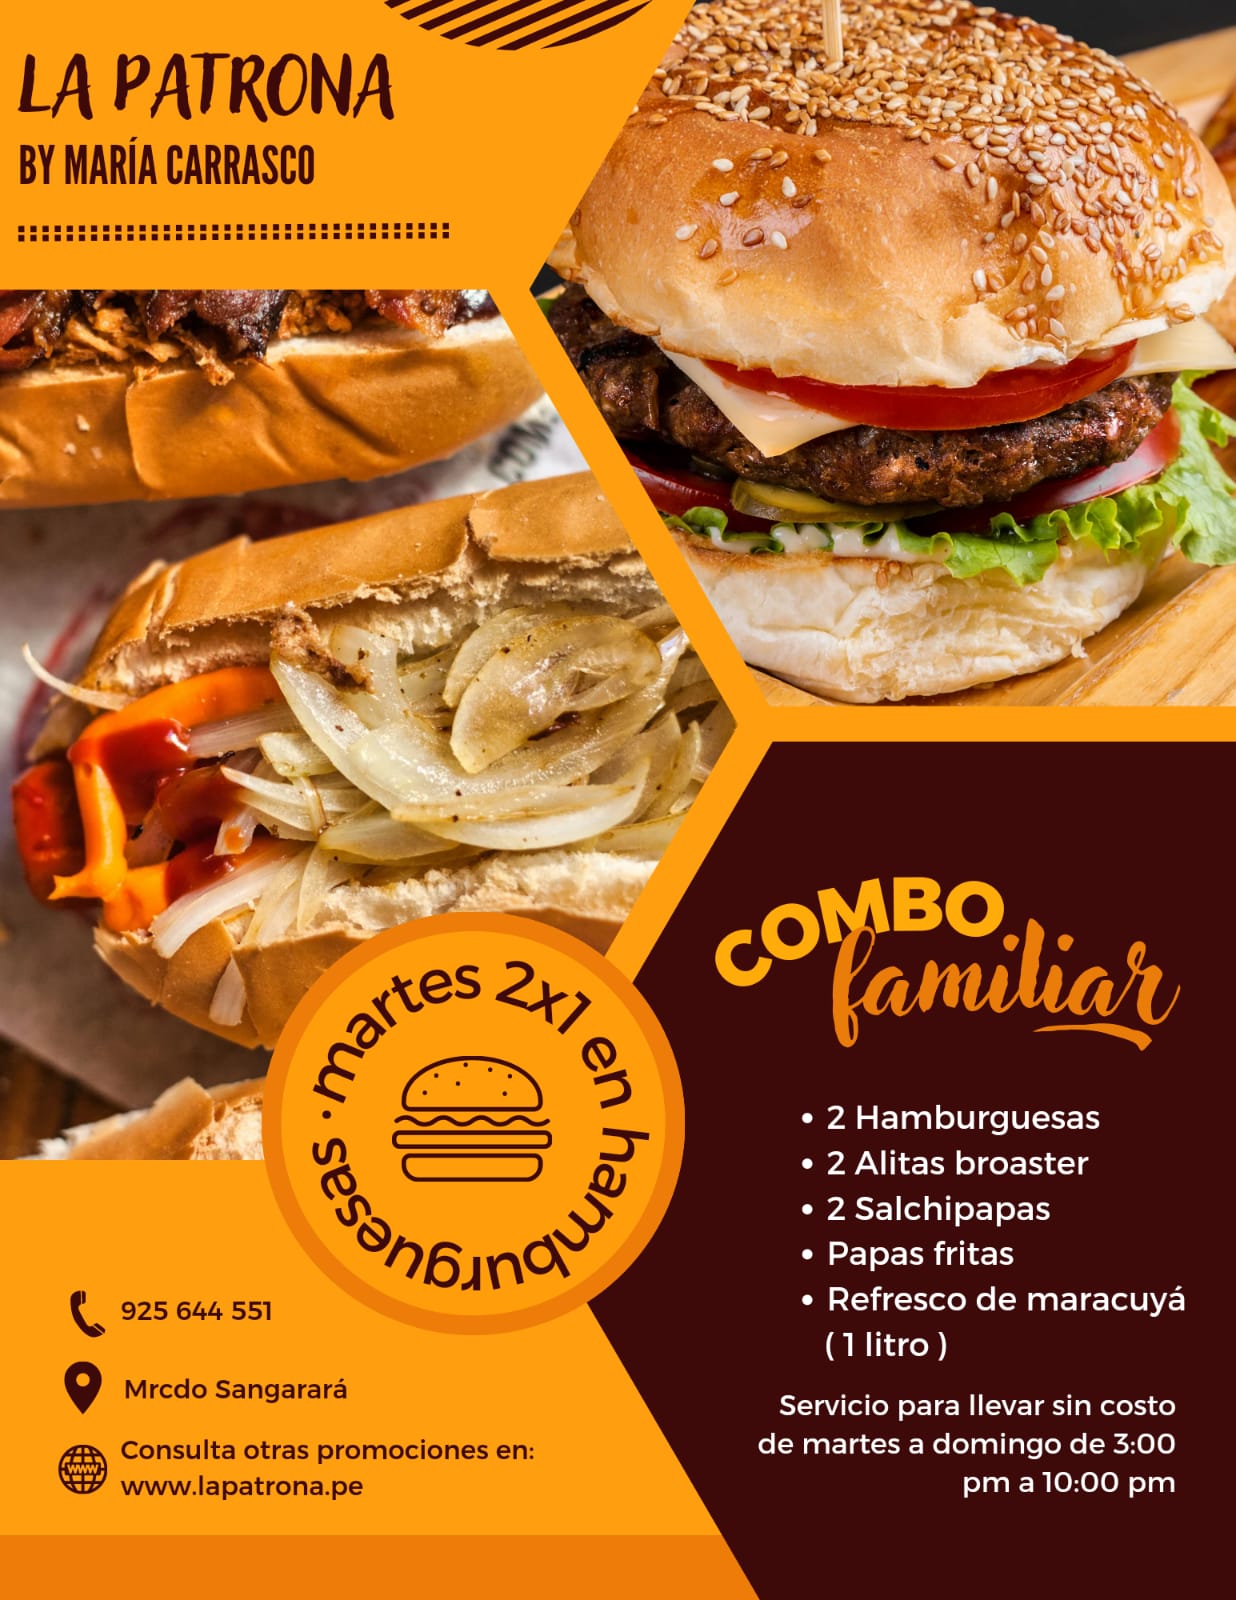 LA PATRONA
BY MARÍA CARRASCO
.COM
· martes 2x1 en hamburguesas
COMBO
familiar
• 2 Hamburguesas
• 2 Alitas broaster
• 2 Salchipapas
• Papas fritas
• Refresco de maracuyá
( 1 litro )
Servicio para llevar sin costo
de martes a domingo de 3:00
pm a 10:00 pm
925 644 551
Mrcdo Sangarará
WWW
Consulta otras promociones en:
www.lapatrona.pe